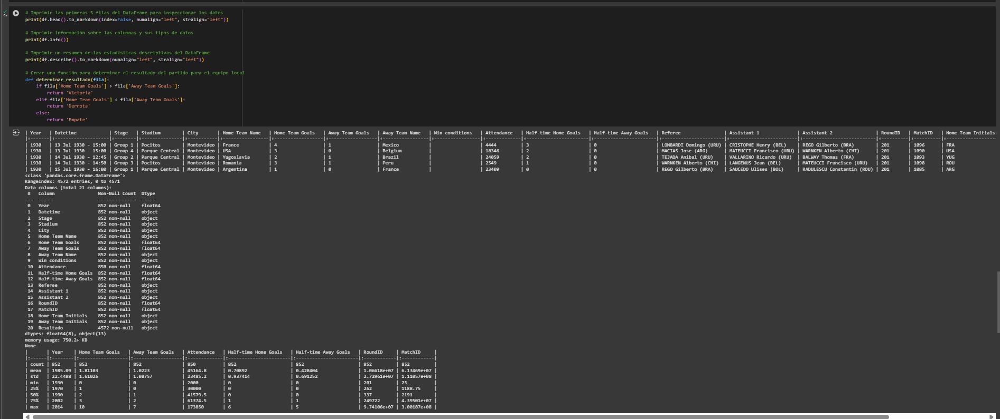 # Imprimir las primeras 5 filas del DataFrame para inspeccionar los datos
print(df.head().to_markdown(index=False, numalign="left", stralign="left"))
# Imprimir información sobre las columnas y sus tipos de datos
print(df.info())
# Imprimir un resumen de las estadísticas descriptivas del DataFrame
print(df.describe().to_markdown(numalign="left", stralign="left"))
# Crear una función para determinar el resultado del partido para el equipo local
def determinar_resultado(fila):
    if fila['Home Team Goals'] > fila['Away Team Goals']:
        return 'Victoria'
    elif fila['Home Team Goals'] < fila['Away Team Goals']:
        return 'Derrota'
    else:
        return 'Empate'
0s
| Year | Datetime | Stage | Stadium | City | Home Team Name | Home Team Goals | Away Team Goals | Away Team Name | Win conditions | Attendance | Half-time Home Goals | Half-time Away Goals | Referee | Assistant 1 | Assistant 2 | RoundID | MatchID | Home Team Initials
|:-------|:---------------------|:--------|:---------------|:-----------|:-----------------|:------------------|:------------------|:-----------------|:-----------------|:-------------|:-----------------------|:-----------------------|:-----------------------|:-------------------------|:---------------------------|:----------|:----------|:------------------
| 1930 | 13 Jul 1930 - 15:00 | Group 1 | Pocitos | Montevideo | France | 4 | 1 | Mexico | | 4444 | 3 | 0 | LOMBARDI Domingo (URU) | CRISTOPHE Henry (BEL) | REGO Gilberto (BRA) | 201 | 1096 | FRA
| 1930 | 13 Jul 1930 - 15:00 | Group 4 | Parque Central | Montevideo | USA | 3 | 0 | Belgium | | 18346 | 2 | 0 | MACIAS Jose (ARG) | MATEUCCI Francisco (URU) | WARNKEN Alberto (CHI) | 201 | 1090 | USA
| 1930 | 14 Jul 1930 - 12:45 | Group 2 | Parque Central | Montevideo | Yugoslavia | 2 | 1 | Brazil | | 24059 | 2 | 0 | TEJADA Anibal (URU) | VALLARINO Ricardo (URU) | BALWAY Thomas (FRA) | 201 | 1093 | YUG
| 1930 | 14 Jul 1930 - 14:50 | Group 3 | Pocitos | Montevideo | Romania | 3 | 1 | Peru | | 2549 | 1 | 0 | WARNKEN Alberto (CHI) | LANGENUS Jean (BEL) | MATEUCCI Francisco (URU) | 201 | 1098 | ROU
| 1930 | 15 Jul 1930 - 16:00 | Group 1 | Parque Central | Montevideo | Argentina | 1 | 0 | France | | 23409 | 0 | 0 | REGO Gilberto (BRA) | SAUCEDO Ulises (BOL) | RADULESCU Constantin (ROU) | 201 | 1085 | ARG
<class 'pandas.core.frame.DataFrame'>
RangeIndex: 4572 entries, 0 to 4571
Data columns (total 21 columns):
 #   Column                Non-Null Count  Dtype
---  ------                --------------  -----
 0   Year                  852 non-null    float64
 1   Datetime              852 non-null    object
 2   Stage                 852 non-null    object
 3   Stadium               852 non-null    object
 4   City                  852 non-null    object
 5   Home Team Name        852 non-null    object
 6   Home Team Goals       852 non-null    float64
 7   Away Team Goals       852 non-null    float64
 8   Away Team Name        852 non-null    object
 9   Win conditions        852 non-null    object
 10  Attendance            850 non-null    float64
 11  Half-time Home Goals  852 non-null    float64
 12  Half-time Away Goals  852 non-null    float64
 13  Referee               852 non-null    object
 14  Assistant 1           852 non-null    object
 15  Assistant 2           852 non-null    object
 16  RoundID               852 non-null    float64
 17  MatchID               852 non-null    float64
 18  Home Team Initials    852 non-null    object
 19  Away Team Initials    852 non-null    object
 20  Resultado             4572 non-null   object
dtypes: float64(8), object(13)
memory usage: 750.2+ KB
None
| | Year | Home Team Goals | Away Team Goals | Attendance | Half-time Home Goals | Half-time Away Goals | RoundID | MatchID |
|:------|:--------|:------------------|:------------------|:-------------|:-----------------------|:-----------------------|:------------|:------------|
| count | 852 | 852 | 852 | 850 | 852 | 852 | 852 | 852 |
| mean | 1985.09 | 1.81103 | 1.0223 | 45164.8 | 0.70892 | 0.428404 | 1.06618e+07 | 6.13469e+07 |
| std | 22.4488 | 1.61026 | 1.08757 | 23485.2 | 0.937414 | 0.691252 | 2.72961e+07 | 1.11057e+08 |
| min | 1930 | 0 | 0 | 2000 | 0 | 0 | 201 | 25 |
| 25% | 1970 | 1 | 0 | 30000 | 0 | 0 | 262 | 1188.75 |
| 50% | 1990 | 2 | 1 | 41579.5 | 0 | 0 | 337 | 2191 |
| 75% | 2002 | 3 | 2 | 61374.5 | 1 | 1 | 249722 | 4.39501e+07 |
| max | 2014 | 10 | 7 | 173850 | 6 | 5 | 9.74106e+07 | 3.00187e+08 |